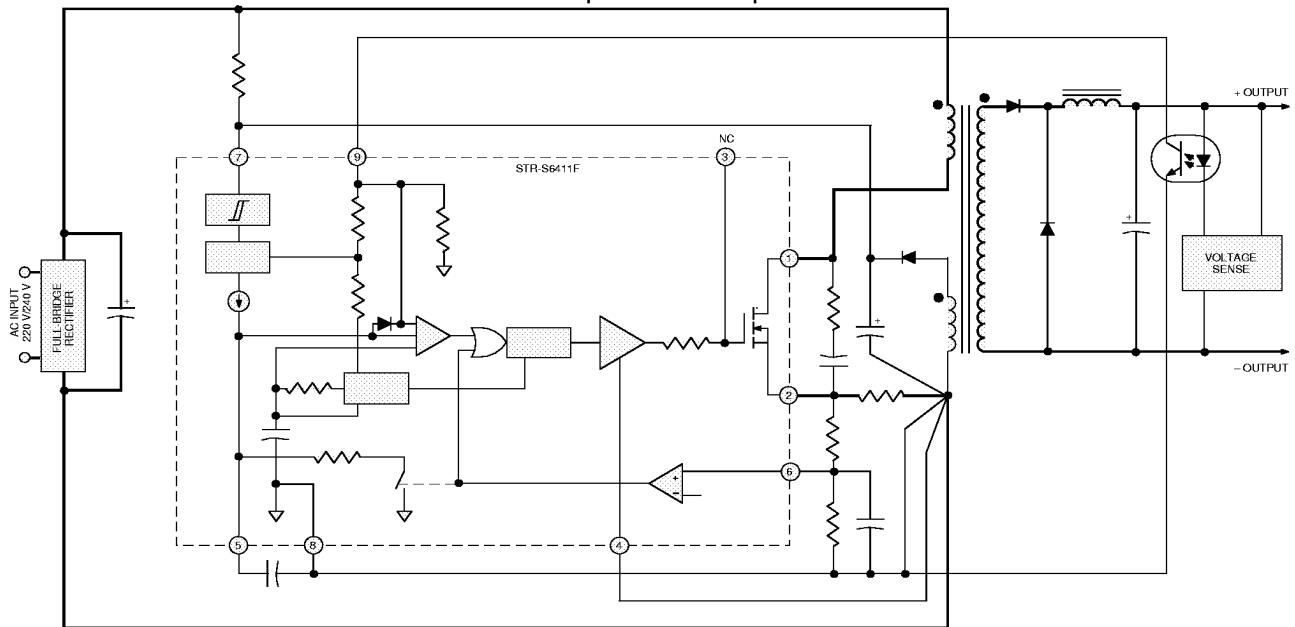 NC
7
9
3
STR-S6411F
+ OUTPUT
1
VOLTAGE
SENSE
AC INPUT
220 V/240 V
FULL-BRIDGE
RECTIFIER
+
+
+
2
– OUTPUT
6
+
–
5
8
4